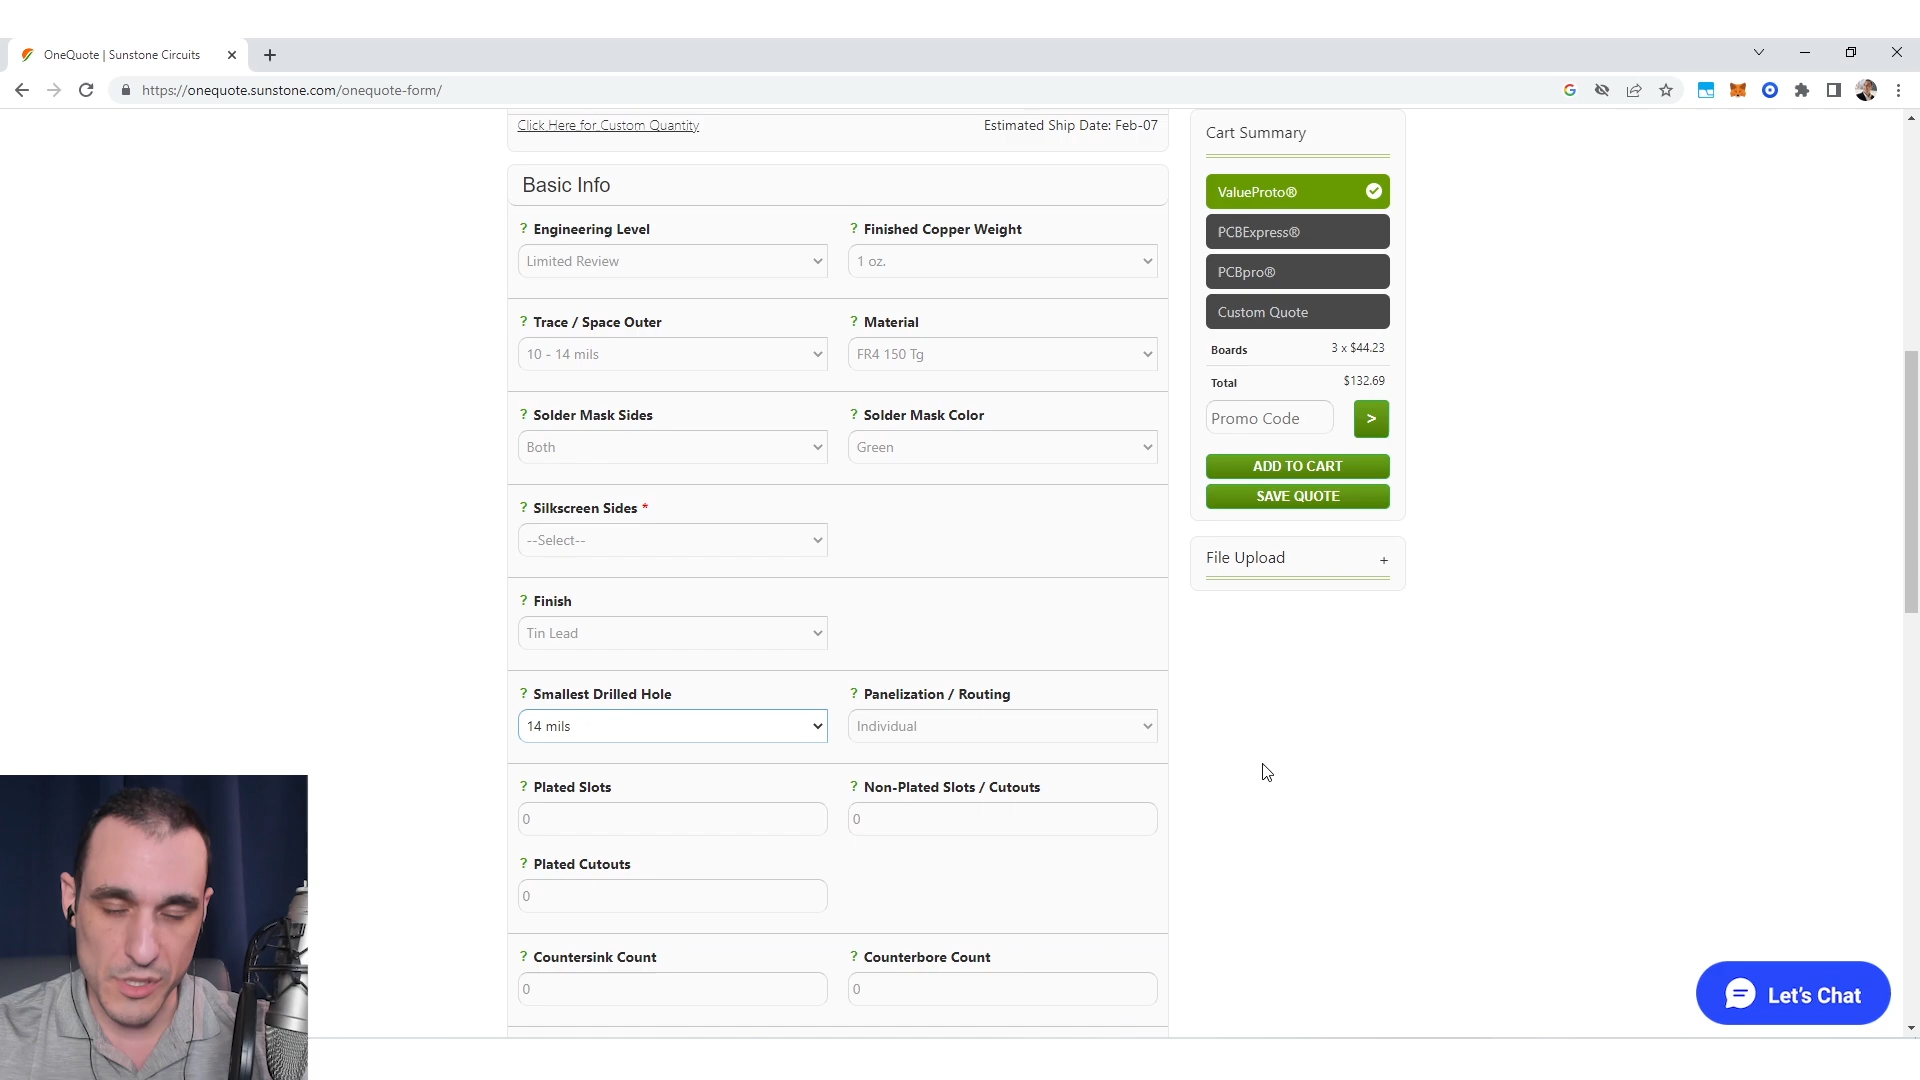 OneQuote | Sunstone Circuits
https://onequote.sunstone.com/onequote-form/
Click Here for Custom Quantity
Estimated Ship Date: Feb-07
Basic Info
? Engineering Level
? Finished Copper Weight
Limited Review
1 oz.
? Trace / Space Outer
? Material
10 - 14 mils
FR4 150 Tg
? Solder Mask Sides
? Solder Mask Color
Both
Green
? Silkscreen Sides *
--Select--
? Finish
Tin Lead
? Smallest Drilled Hole
? Panelization / Routing
14 mils
Individual
? Plated Slots
? Non-Plated Slots / Cutouts
0
0
? Plated Cutouts
0
? Countersink Count
? Counterbore Count
0
0
Cart Summary
ValueProto®
PCBExpress®
PCBpro®
Custom Quote
Boards 3 x $44.23
Total $132.69
Promo Code >
ADD TO CART
SAVE QUOTE
File Upload +
Let's Chat